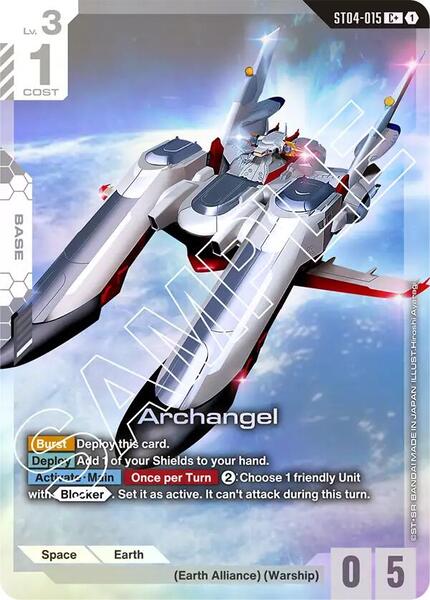 Lv. 3
1
COST
ST04-015 C+ 1
BASE
SAMPLE
Archangel
Burst Deploy this card.
Deploy Add 1 of your Shields to your hand.
Activate･Main Once per Turn ②:Choose 1 friendly Unit
with Blocker. Set it as active. It can't attack during this turn.
Space Earth
(Earth Alliance) (Warship)
0 5
©ST･SR BANDAI MADE IN JAPAN ILLUST.Hiroshi Ayatagi